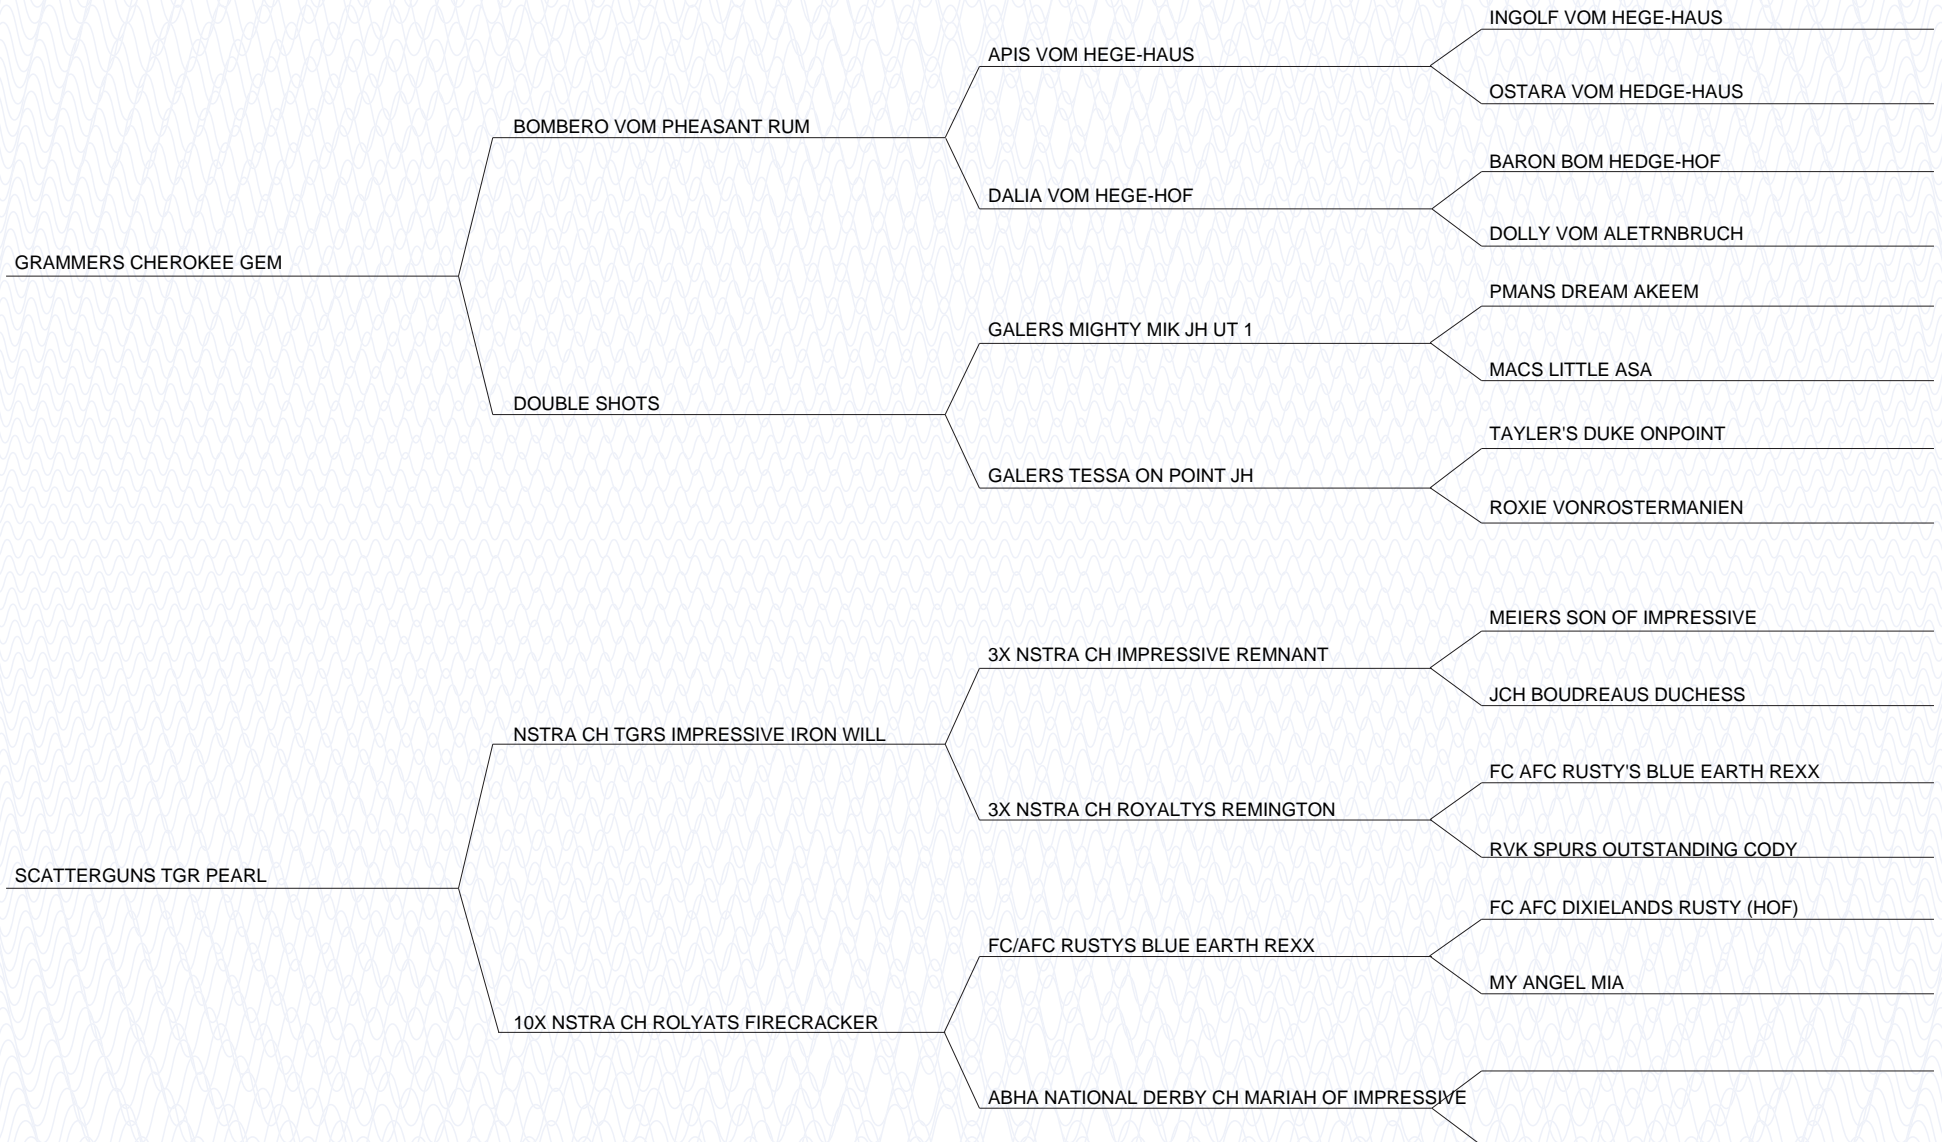 INGOLF VOM HEGE-HAUS
APIS VOM HEGE-HAUS
OSTARA VOM HEDGE-HAUS
BOMBERO VOM PHEASANT RUM
BARON BOM HEDGE-HOF
DALIA VOM HEGE-HOF
DOLLY VOM ALETRNBRUCH
GRAMMERS CHEROKEE GEM
PMANS DREAM AKEEM
GALERS MIGHTY MIK JH UT 1
MACS LITTLE ASA
DOUBLE SHOTS
TAYLER'S DUKE ONPOINT
GALERS TESSA ON POINT JH
ROXIE VONROSTERMANIEN
MEIERS SON OF IMPRESSIVE
3X NSTRA CH IMPRESSIVE REMNANT
JCH BOUDREAUS DUCHESS
NSTRA CH TGRS IMPRESSIVE IRON WILL
FC AFC RUSTY'S BLUE EARTH REXX
3X NSTRA CH ROYALTYS REMINGTON
RVK SPURS OUTSTANDING CODY
SCATTERGUNS TGR PEARL
FC AFC DIXIELANDS RUSTY (HOF)
FC/AFC RUSTYS BLUE EARTH REXX
MY ANGEL MIA
10X NSTRA CH ROLYATS FIRECRACKER
ABHA NATIONAL DERBY CH MARIAH OF IMPRESSIVE